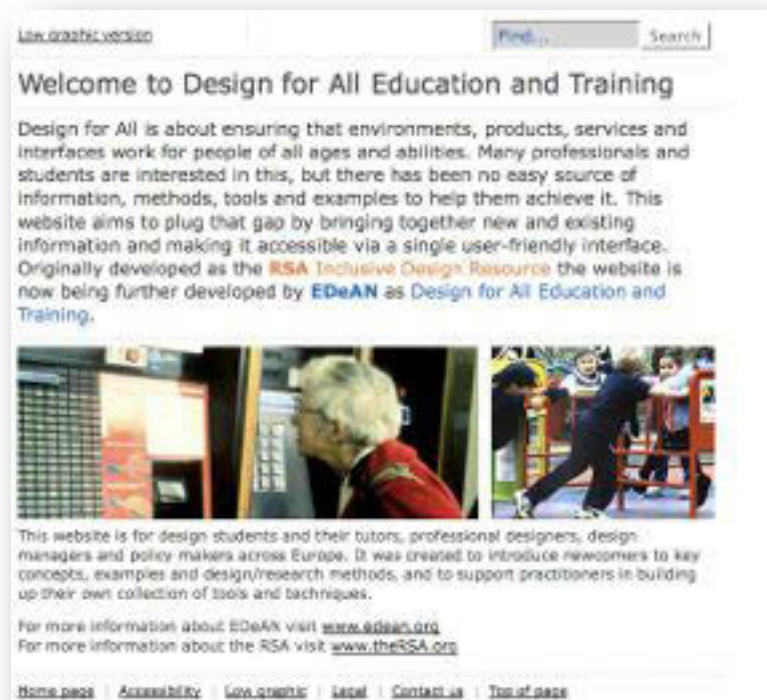 Low graphic version
Find... Search
Welcome to Design for All Education and Training
Design for All is about ensuring that environments, products, services and
interfaces work for people of all ages and abilities. Many professionals and
students are interested in this, but there has been no easy source of
information, methods, tools and examples to help them achieve it. This
website aims to plug that gap by bringing together new and existing
information and making it accessible via a single user-friendly interface.
Originally developed as the RSA Inclusive Design Resource the website is
now being further developed by EDeAN as Design for All Education and
Training.
This website is for design students and their tutors, professional designers, design
managers and policy makers across Europe. It was created to introduce newcomers to key
concepts, examples and design/research methods, and to support practitioners in building
up their own collection of tools and techniques.
For more information about EDeAN visit www.edean.org
For more information about the RSA visit www.theRSA.org
Home page | Accessibility | Low graphic | Legal | Contact us | Top of page